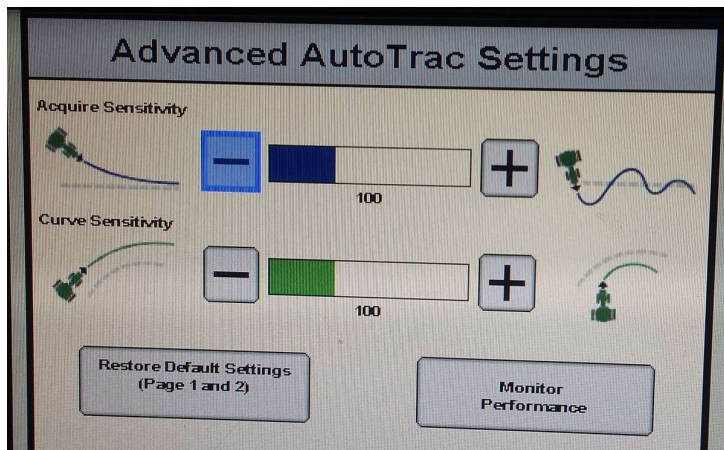 Advanced AutoTrac Settings
Acquire Sensitivity
100
Curve Sensitivity
100
Restore Default Settings
(Page 1 and 2)
Monitor
Performance